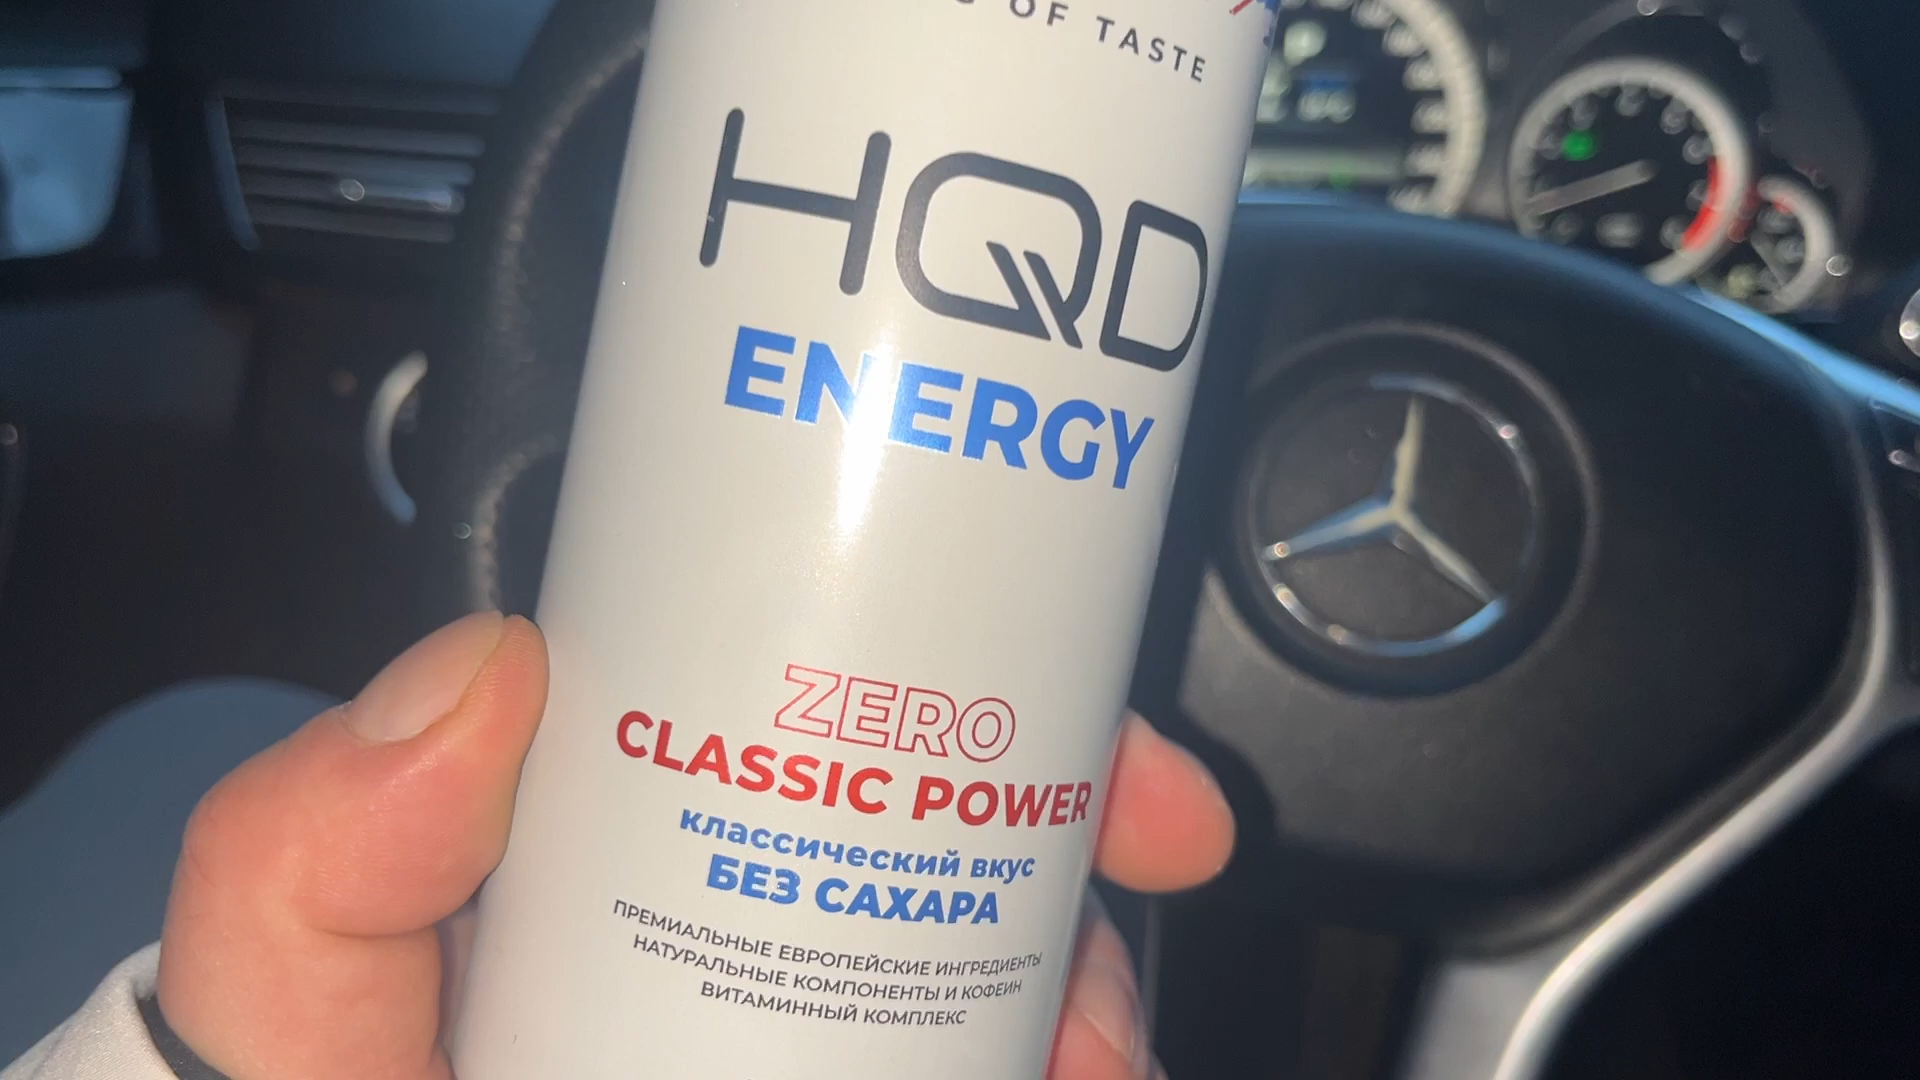 OF TASTE
HQD
ENERGY
ZERO
CLASSIC POWER
классический вкус
БЕЗ САХАРА
ПРЕМИАЛЬНЫЕ ЕВРОПЕЙСКИЕ ИНГРЕДИЕНТЫ
НАТУРАЛЬНЫЕ КОМПОНЕНТЫ И КОФЕИН
ВИТАМИННЫЙ КОМПЛЕКС